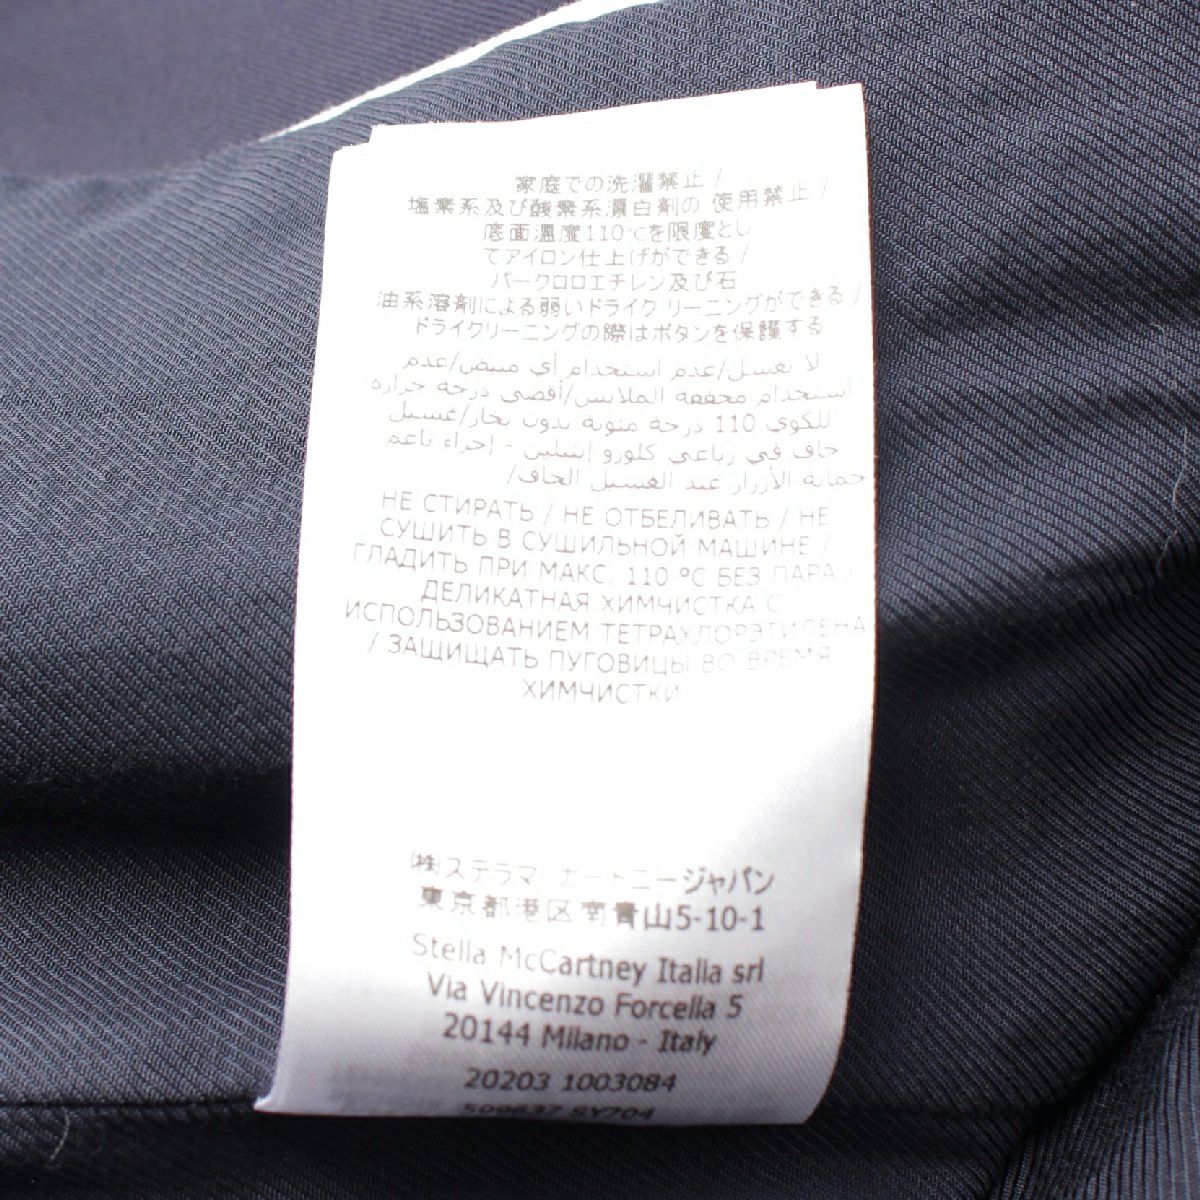 家庭での洗濯禁止 /
塩素系及び酸素系漂白剤の 使用禁止 /
底面温度110℃を限度とし
てアイロン仕上げができる /
パークロロエチレン及び石
油系溶剤による弱いドライク リーニングができる /
ドライクリーニングの際はボタンを保護する
لا يغسل/عدم استخدام أي مبيض/عدم
استخدام مجففة الملابس/أقصى درجة حرارة
للكوي 110 درجة مئوية بدون بخار/غسيل
جاف في رباعي كلورو إثيلين - إجراء ناعم
حماية الأزرار عند الغسيل الجاف/
НЕ СТИРАТЬ / НЕ ОТБЕЛИВАТЬ / НЕ
СУШИТЬ В СУШИЛЬНОЙ МАШИНЕ /
ГЛАДИТЬ ПРИ МАКС. 110 ºC БЕЗ ПАРА /
ДЕЛИКАТНАЯ ХИМЧИСТКА С
ИСПОЛЬЗОВАНИЕМ ТЕТРАХЛОРЭТИЛЕНА
/ ЗАЩИЩАТЬ ПУГОВИЦЫ ВО ВРЕМЯ
ХИМЧИСТКИ
㈱ステラマッカートニージャパン
東京都港区南青山5-10-1
Stella McCartney Italia srl
Via Vincenzo Forcella 5
20144 Milano - Italy
20203 1003084
599637 SY704